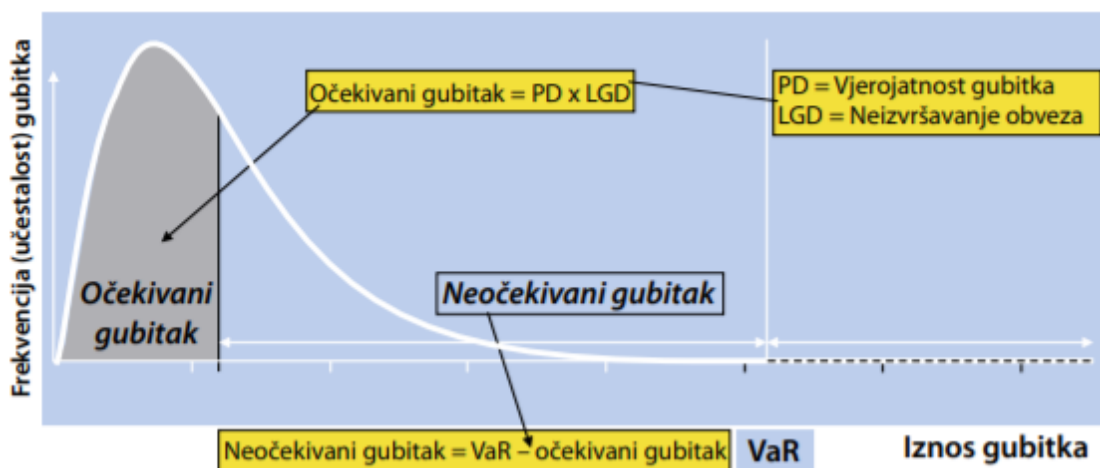 Frekvencija (učestalost) gubitka
Očekivani gubitak = PD x LGD
PD = Vjerojatnost gubitka
LGD = Neizvršavanje obveza
Očekivani
gubitak
Neočekivani gubitak
Neočekivani gubitak = VaR – očekivani gubitak
VaR
Iznos gubitka